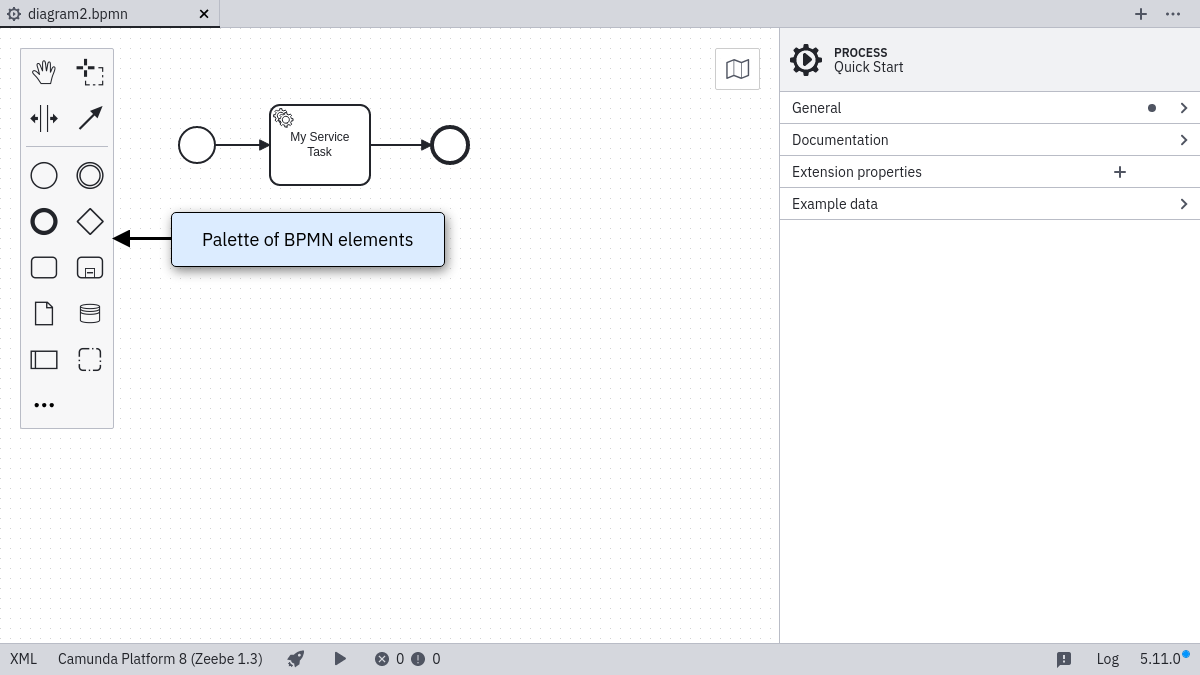 diagram2.bpmn
PROCESS
Quick Start
General
Documentation
Extension properties
Example data
My Service
Task
Palette of BPMN elements
XML Camunda Platform 8 (Zeebe 1.3) 0 0 Log 5.11.0